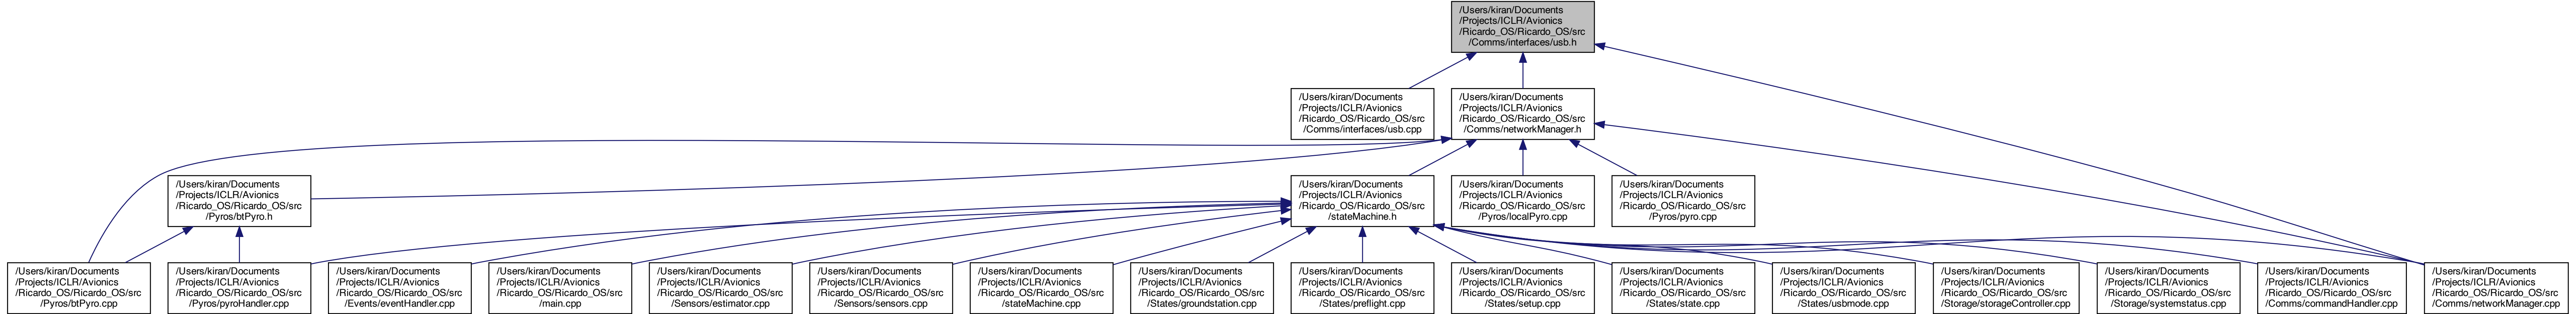 /Users/kiran/Documents
/Projects/ICLR/Avionics
/Ricardo_OS/Ricardo_OS/src
/Comms/interfaces/usb.h
/Users/kiran/Documents
/Projects/ICLR/Avionics
/Ricardo_OS/Ricardo_OS/src
/Comms/interfaces/usb.cpp
/Users/kiran/Documents
/Projects/ICLR/Avionics
/Ricardo_OS/Ricardo_OS/src
/Comms/networkManager.h
/Users/kiran/Documents
/Projects/ICLR/Avionics
/Ricardo_OS/Ricardo_OS/src
/Pyros/btPyro.h
/Users/kiran/Documents
/Projects/ICLR/Avionics
/Ricardo_OS/Ricardo_OS/src
/stateMachine.h
/Users/kiran/Documents
/Projects/ICLR/Avionics
/Ricardo_OS/Ricardo_OS/src
/Pyros/localPyro.cpp
/Users/kiran/Documents
/Projects/ICLR/Avionics
/Ricardo_OS/Ricardo_OS/src
/Pyros/pyro.cpp
/Users/kiran/Documents
/Projects/ICLR/Avionics
/Ricardo_OS/Ricardo_OS/src
/Pyros/btPyro.cpp
/Users/kiran/Documents
/Projects/ICLR/Avionics
/Ricardo_OS/Ricardo_OS/src
/Pyros/pyroHandler.cpp
/Users/kiran/Documents
/Projects/ICLR/Avionics
/Ricardo_OS/Ricardo_OS/src
/Events/eventHandler.cpp
/Users/kiran/Documents
/Projects/ICLR/Avionics
/Ricardo_OS/Ricardo_OS/src
/main.cpp
/Users/kiran/Documents
/Projects/ICLR/Avionics
/Ricardo_OS/Ricardo_OS/src
/Sensors/estimator.cpp
/Users/kiran/Documents
/Projects/ICLR/Avionics
/Ricardo_OS/Ricardo_OS/src
/Sensors/sensors.cpp
/Users/kiran/Documents
/Projects/ICLR/Avionics
/Ricardo_OS/Ricardo_OS/src
/stateMachine.cpp
/Users/kiran/Documents
/Projects/ICLR/Avionics
/Ricardo_OS/Ricardo_OS/src
/States/groundstation.cpp
/Users/kiran/Documents
/Projects/ICLR/Avionics
/Ricardo_OS/Ricardo_OS/src
/States/preflight.cpp
/Users/kiran/Documents
/Projects/ICLR/Avionics
/Ricardo_OS/Ricardo_OS/src
/States/setup.cpp
/Users/kiran/Documents
/Projects/ICLR/Avionics
/Ricardo_OS/Ricardo_OS/src
/States/state.cpp
/Users/kiran/Documents
/Projects/ICLR/Avionics
/Ricardo_OS/Ricardo_OS/src
/States/usbmode.cpp
/Users/kiran/Documents
/Projects/ICLR/Avionics
/Ricardo_OS/Ricardo_OS/src
/Storage/storageController.cpp
/Users/kiran/Documents
/Projects/ICLR/Avionics
/Ricardo_OS/Ricardo_OS/src
/Storage/systemstatus.cpp
/Users/kiran/Documents
/Projects/ICLR/Avionics
/Ricardo_OS/Ricardo_OS/src
/Comms/commandHandler.cpp
/Users/kiran/Documents
/Projects/ICLR/Avionics
/Ricardo_OS/Ricardo_OS/src
/Comms/networkManager.cpp